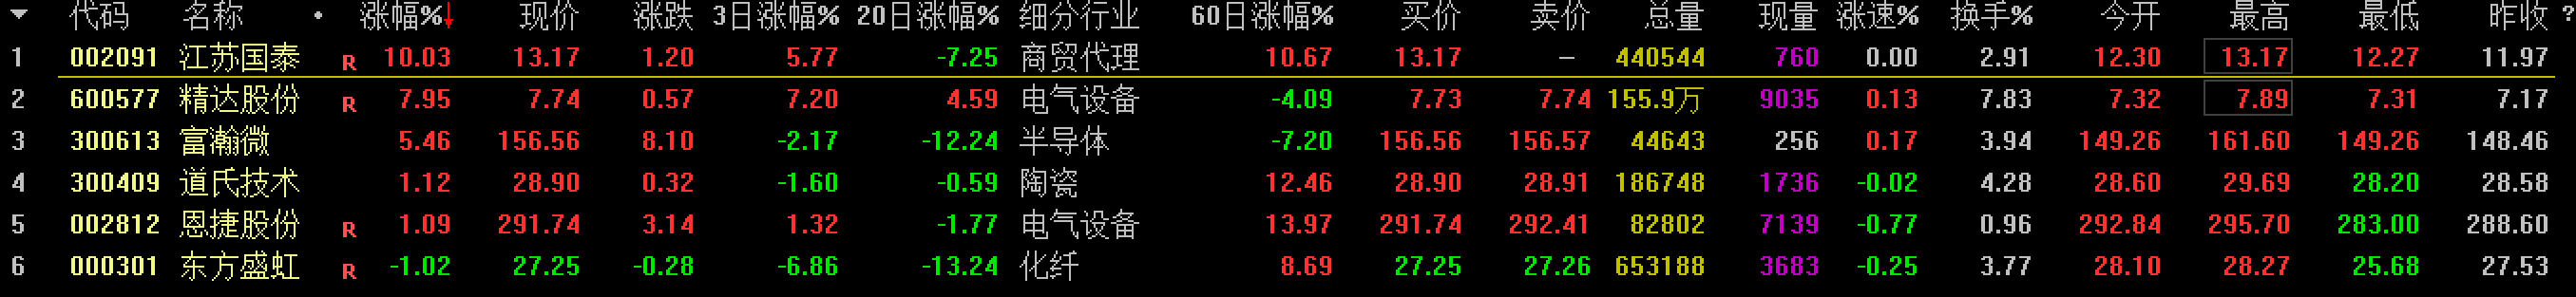 代码 名称 • 涨幅%↓ 现价 涨跌 3日涨幅% 20日涨幅% 细分行业 60日涨幅% 买价 卖价 总量 现量 涨速% 换手% 今开 最高 最低 昨收 ?
1 002091 江苏国泰 R 10.03 13.17 1.20 5.77 -7.25 商贸代理 10.67 13.17 — 440544 760 0.00 2.91 12.30 13.17 12.27 11.97
2 600577 精达股份 R 7.95 7.74 0.57 7.20 4.59 电气设备 -4.09 7.73 7.74 155.9万 9035 0.13 7.83 7.32 7.89 7.31 7.17
3 300613 富瀚微 5.46 156.56 8.10 -2.17 -12.24 半导体 -7.20 156.56 156.57 44643 256 0.17 3.94 149.26 161.60 149.26 148.46
4 300409 道氏技术 1.12 28.90 0.32 -1.60 -0.59 陶瓷 12.46 28.90 28.91 186748 1736 -0.02 4.28 28.60 29.69 28.20 28.58
5 002812 恩捷股份 R 1.09 291.74 3.14 1.32 -1.77 电气设备 13.97 291.74 292.41 82802 7139 -0.77 0.96 292.84 295.70 283.00 288.60
6 000301 东方盛虹 R -1.02 27.25 -0.28 -6.86 -13.24 化纤 8.69 27.25 27.26 653188 3683 -0.25 3.77 28.10 28.27 25.68 27.53